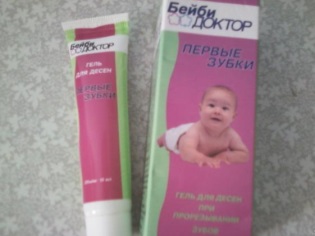 Бейби
ДОКТОР
ГЕЛЬ
ДЛЯ ДЕСЕН
ПЕРВЫЕ
ЗУБКИ
Бейби
ДОКТОР
ПЕРВЫЕ
ЗУБКИ
ГЕЛЬ ДЛЯ ДЕСЕН
ПРИ
ПРОРЕЗЫВАНИИ
ЗУБОВ